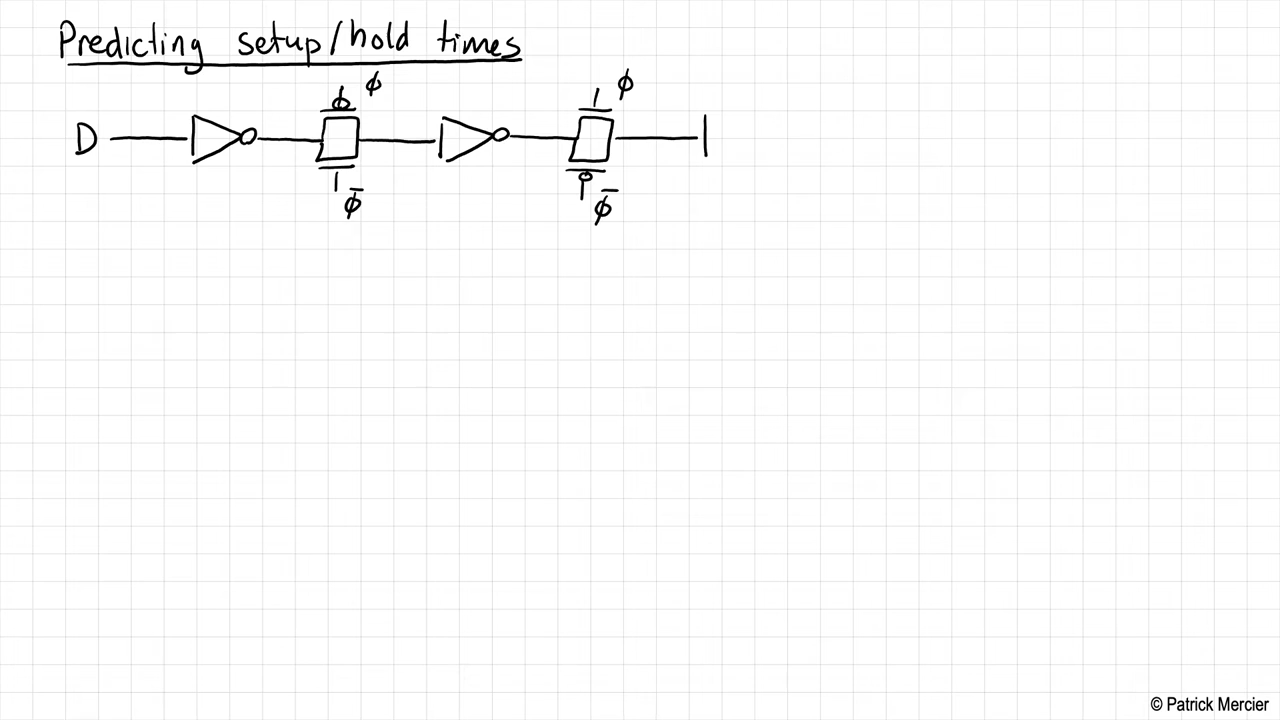 Predicting setup/hold times
ϕ ϕ
D
ϕ̄ ϕ̄
© Patrick Mercier